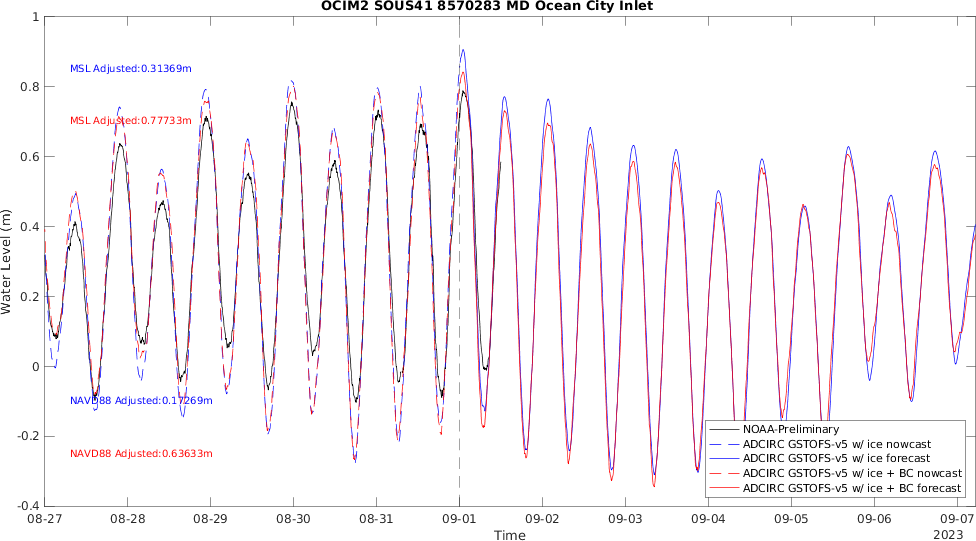 OCIM2 SOUS41 8570283 MD Ocean City Inlet
1
0.8
0.6
0.4
0.2
0
-0.2
-0.4
Water Level (m)
MSL Adjusted:0.31369m
MSL Adjusted:0.77733m
NAVD88 Adjusted:0.17269m
NAVD88 Adjusted:0.63633m
NOAA-Preliminary
ADCIRC GSTOFS-v5 w/ ice nowcast
ADCIRC GSTOFS-v5 w/ ice forecast
ADCIRC GSTOFS-v5 w/ ice + BC nowcast
ADCIRC GSTOFS-v5 w/ ice + BC forecast
08-27 08-28 08-29 08-30 08-31 09-01 09-02 09-03 09-04 09-05 09-06 09-07
Time
2023